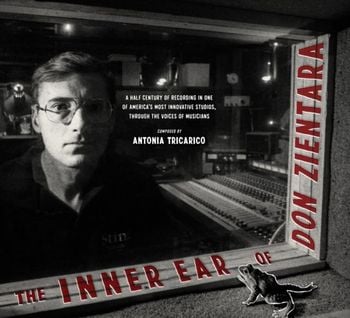 A HALF CENTURY OF RECORDING IN ONE
OF AMERICA'S MOST INNOVATIVE STUDIOS,
THROUGH THE VOICES OF MUSICIANS
COMPOSED BY
ANTONIA TRICARICO
THE INNER EAR OF
DON ZIENTARA